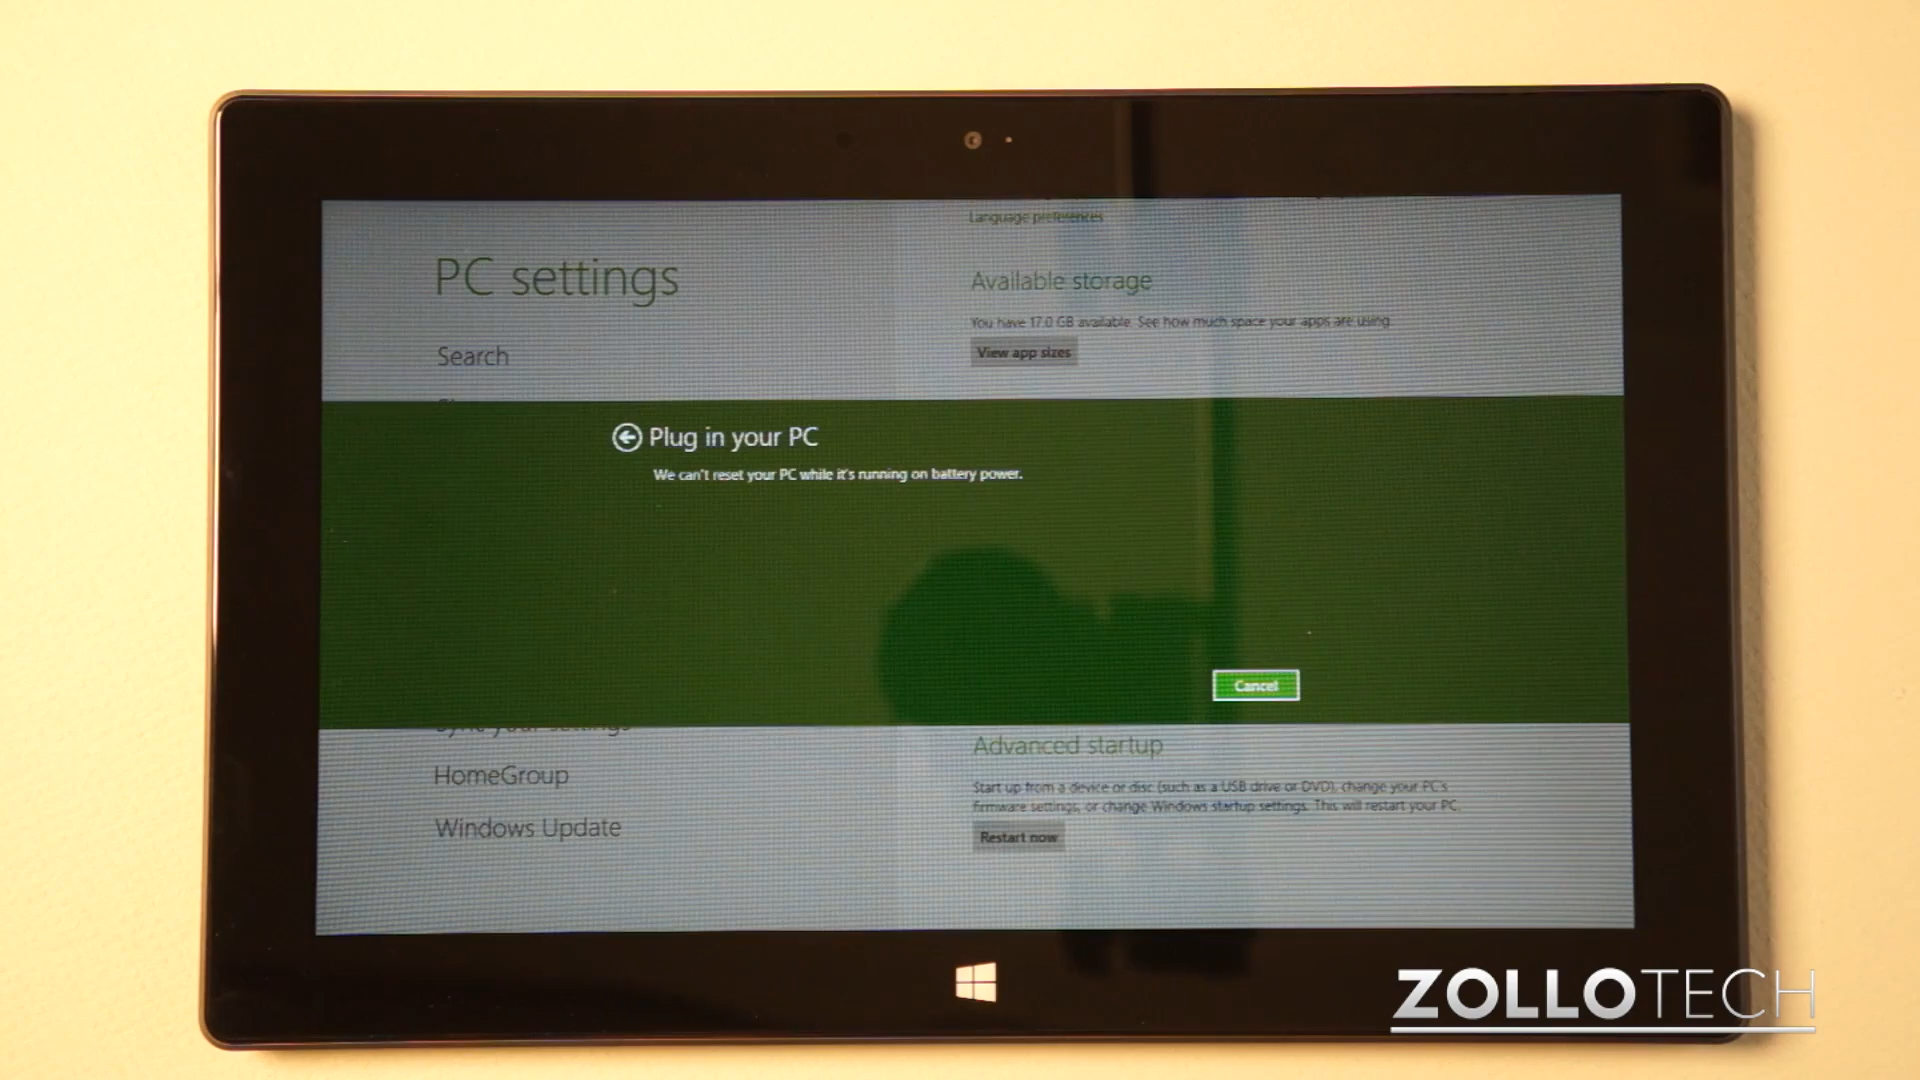 Language preferences
PC settings
Available storage
You have 17.0 GB available. See how much space your apps are using.
View app sizes
Search
Plug in your PC
We can't reset your PC while it's running on battery power.
Cancel
Sync your settings
Advanced startup
HomeGroup
Start up from a device or disc (such as a USB drive or DVD), change your PC's
firmware settings, or change Windows startup settings. This will restart your PC.
Windows Update
Restart now
ZOLLOTECH